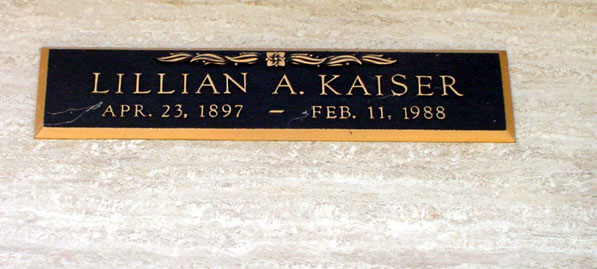 LILLIAN A. KAISER
APR. 23, 1897 – FEB. 11, 1988